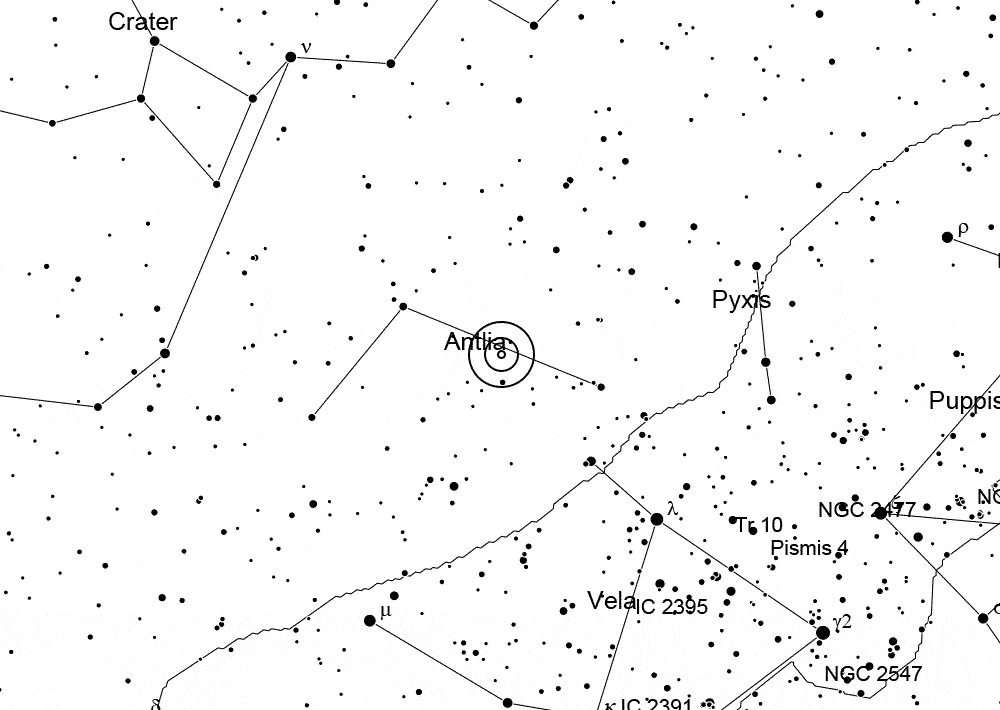 Crater
ν
ρ
Pyxis
Antlia
Puppis
λ
NGC 2477
Tr 10
Pismis 4
Vela
IC 2395
μ
γ2
NGC 2547
κ
IC 2391
δ